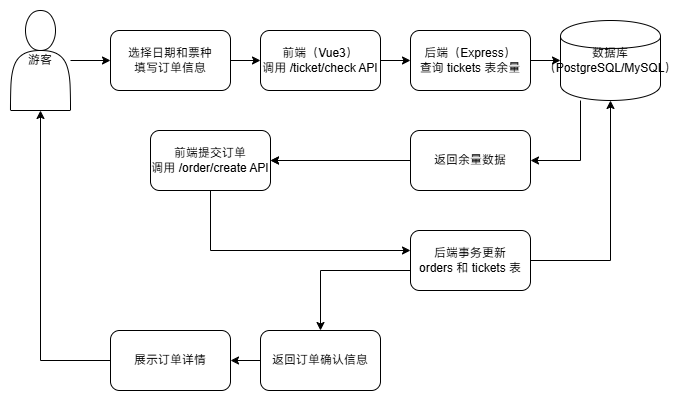 游客
选择日期和票种
填写订单信息
前端（Vue3）
调用 /ticket/check API
后端（Express）
查询 tickets 表余量
数据库
（PostgreSQL/MySQL）
前端提交订单
调用 /order/create API
返回余量数据
后端事务更新
orders 和 tickets 表
展示订单详情
返回订单确认信息